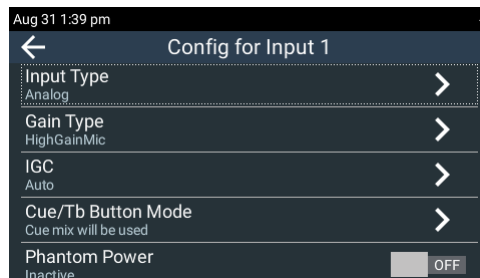 Aug 31 1:39 pm
Config for Input 1
Input Type
Analog
Gain Type
HighGainMic
IGC
Auto
Cue/Tb Button Mode
Cue mix will be used
Phantom Power
OFF
Inactive